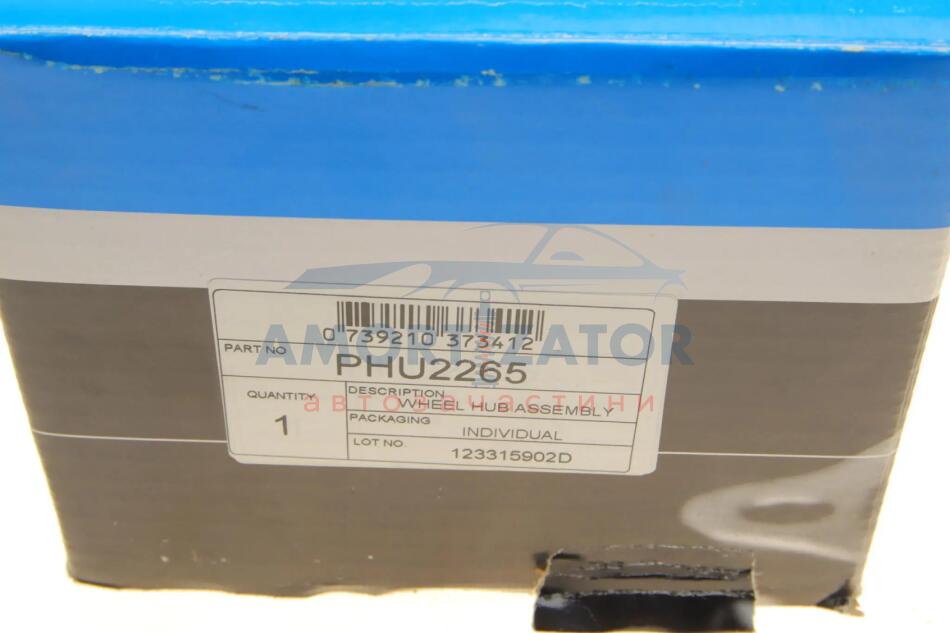 0 739210 373412
PART NO
PHU2265
QUANTITY
1
DESCRIPTION
WHEEL HUB ASSEMBLY
PACKAGING
INDIVIDUAL
LOT NO.
123315902D
AMORTIZATOR
автозапчастини